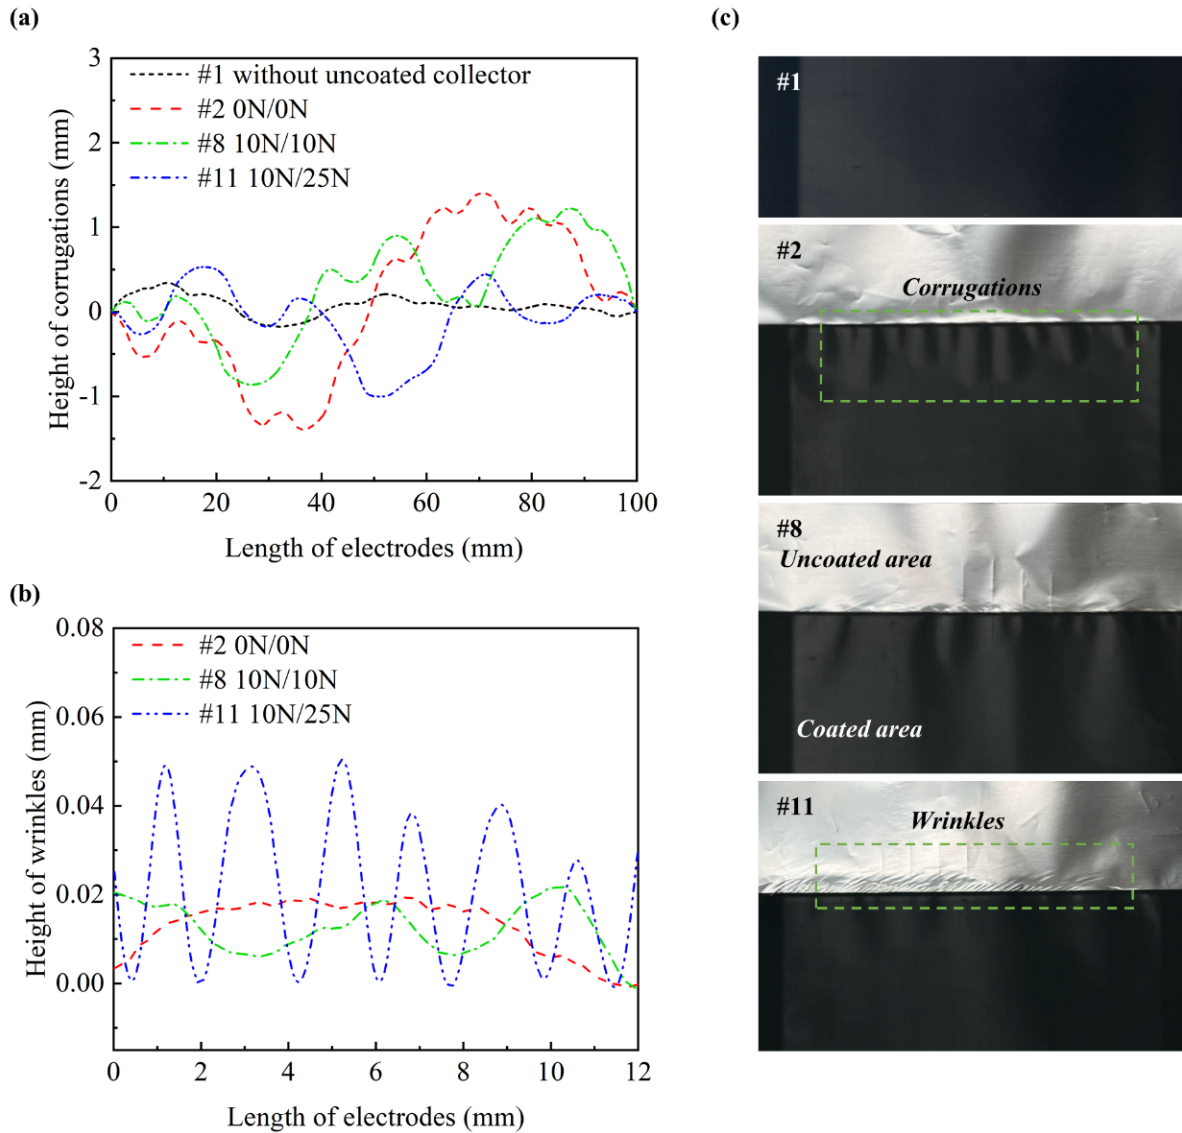 (a)
3
2
1
0
-1
-2
Height of corrugations (mm)
#1 without uncoated collector
#2 0N/0N
#8 10N/10N
#11 10N/25N
0 20 40 60 80 100
Length of electrodes (mm)
(b)
0.08
0.06
0.04
0.02
0.00
Height of wrinkles (mm)
#2 0N/0N
#8 10N/10N
#11 10N/25N
0 2 4 6 8 10 12
Length of electrodes (mm)
(c)
#1
#2
Corrugations
#8
Uncoated area
Coated area
#11
Wrinkles